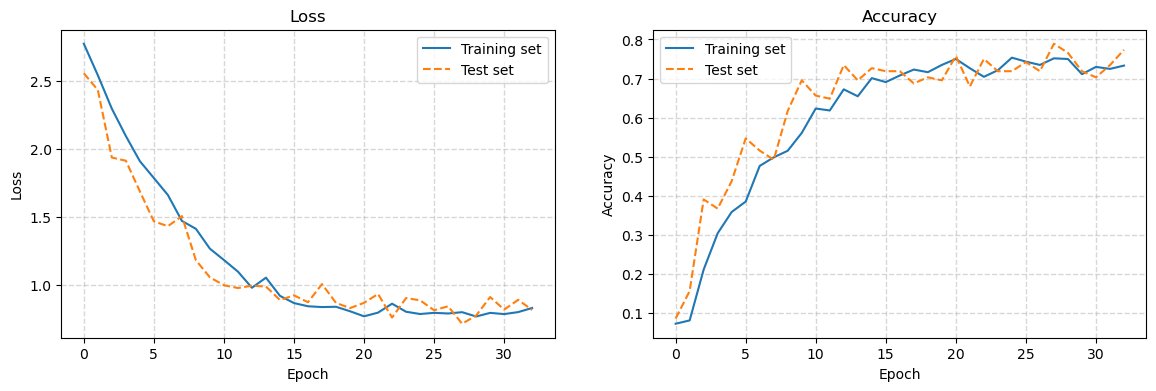 Loss
Training set
Test set
2.5
2.0
1.5
1.0
Loss
0 5 10 15 20 25 30
Epoch
Accuracy
Training set
Test set
0.8
0.7
0.6
0.5
0.4
0.3
0.2
0.1
Accuracy
0 5 10 15 20 25 30
Epoch